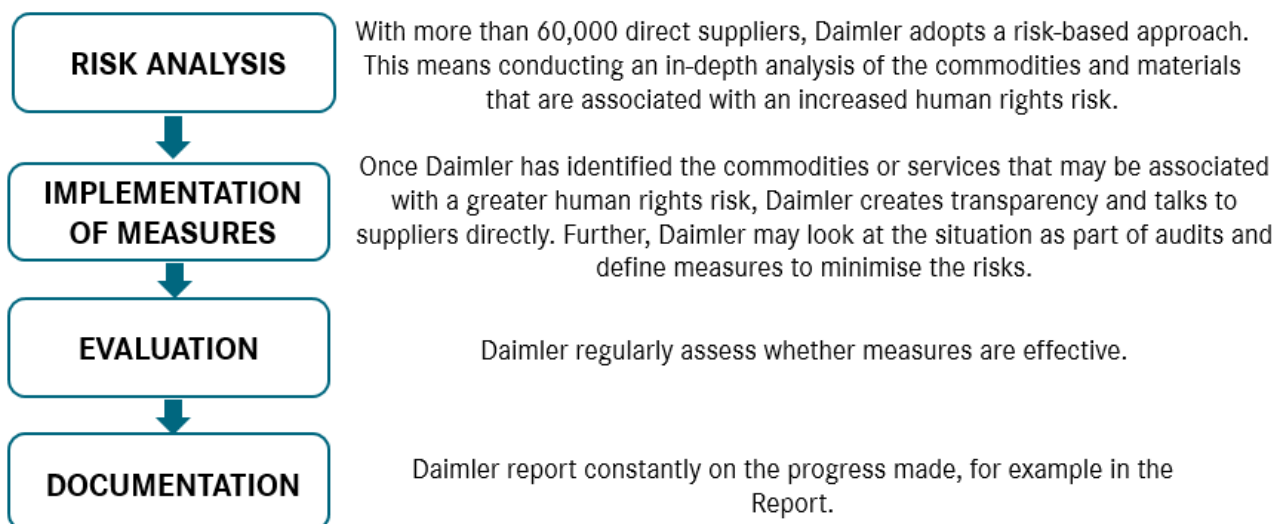 RISK ANALYSIS
With more than 60,000 direct suppliers, Daimler adopts a risk-based approach.
This means conducting an in-depth analysis of the commodities and materials
that are associated with an increased human rights risk.
IMPLEMENTATION
OF MEASURES
Once Daimler has identified the commodities or services that may be associated
with a greater human rights risk, Daimler creates transparency and talks to
suppliers directly. Further, Daimler may look at the situation as part of audits and
define measures to minimise the risks.
EVALUATION
Daimler regularly assess whether measures are effective.
DOCUMENTATION
Daimler report constantly on the progress made, for example in the
Report.